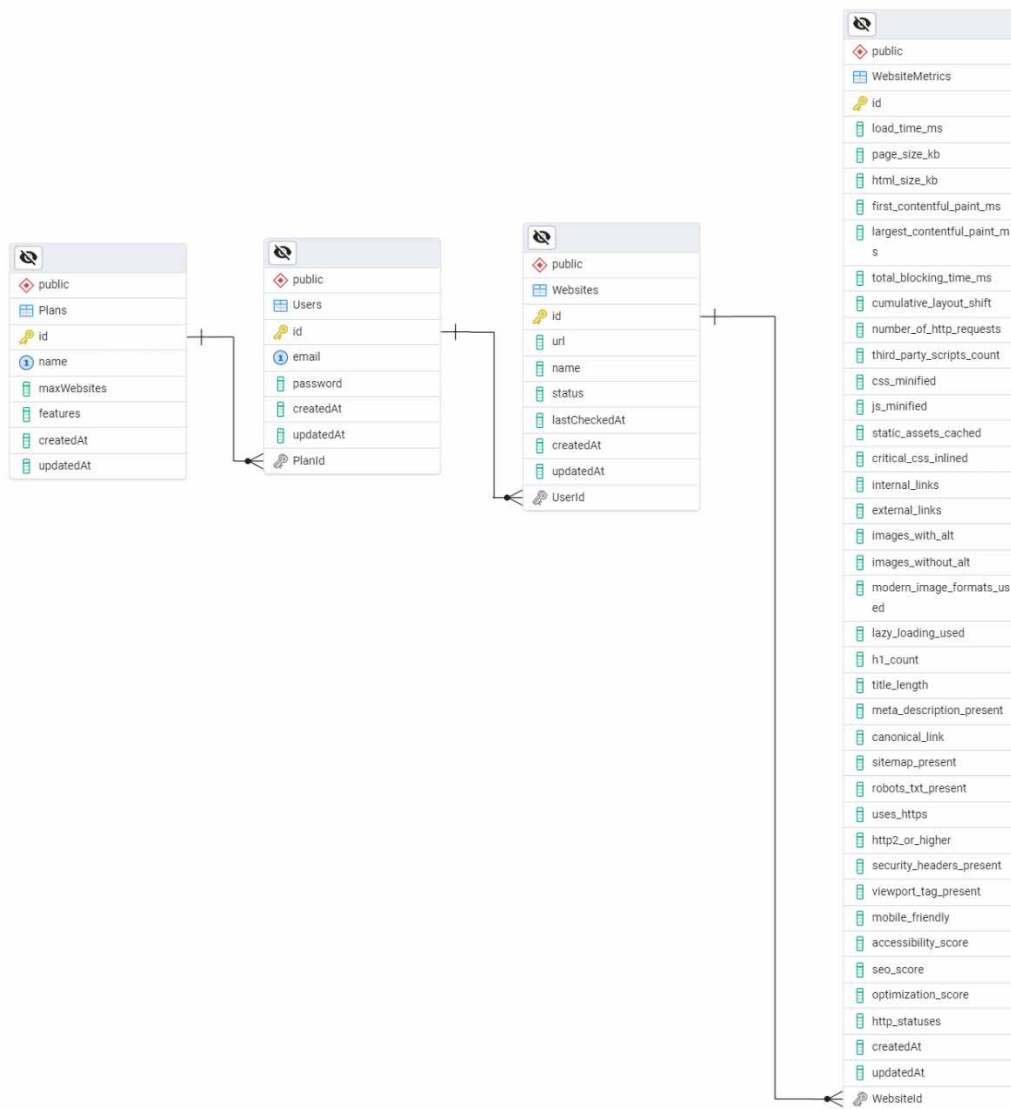 public
Plans
id
1 name
maxWebsites
features
createdAt
updatedAt
public
Users
id
1 email
password
createdAt
updatedAt
PlanId
public
Websites
id
url
name
status
lastCheckedAt
createdAt
updatedAt
UserId
public
WebsiteMetrics
id
load_time_ms
page_size_kb
html_size_kb
first_contentful_paint_ms
largest_contentful_paint_m
s
total_blocking_time_ms
cumulative_layout_shift
number_of_http_requests
third_party_scripts_count
css_minified
js_minified
static_assets_cached
critical_css_inlined
internal_links
external_links
images_with_alt
images_without_alt
modern_image_formats_us
ed
lazy_loading_used
h1_count
title_length
meta_description_present
canonical_link
sitemap_present
robots_txt_present
uses_https
http2_or_higher
security_headers_present
viewport_tag_present
mobile_friendly
accessibility_score
seo_score
optimization_score
http_statuses
createdAt
updatedAt
WebsiteId